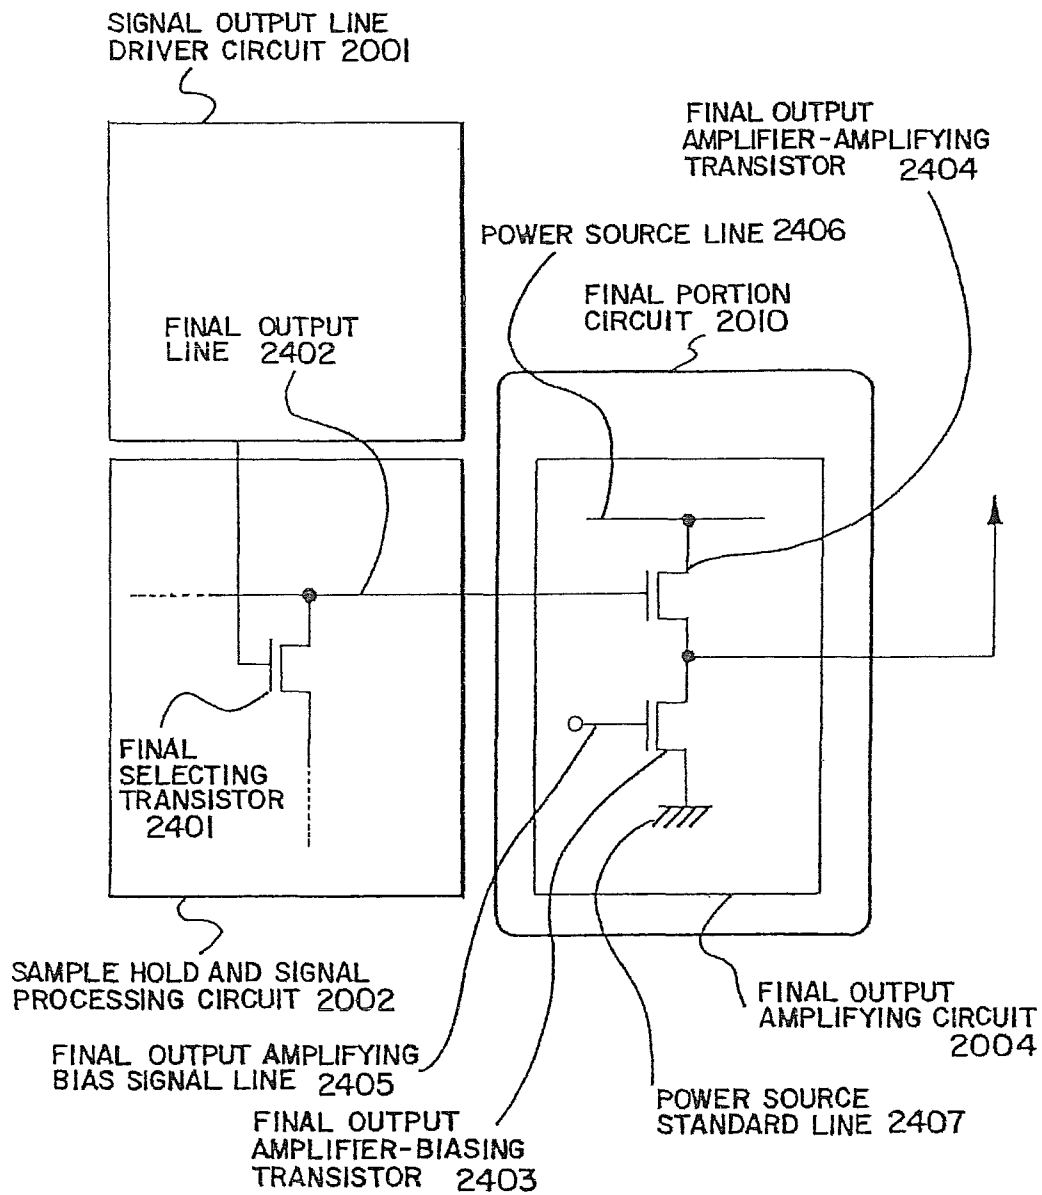 SIGNAL OUTPUT LINE
DRIVER CIRCUIT 2001
FINAL OUTPUT
AMPLIFIER-AMPLIFYING
TRANSISTOR 2404
POWER SOURCE LINE 2406
FINAL PORTION
CIRCUIT 2010
FINAL OUTPUT
LINE 2402
FINAL
SELECTING
TRANSISTOR
2401
SAMPLE HOLD AND SIGNAL
PROCESSING CIRCUIT 2002
FINAL OUTPUT
AMPLIFYING CIRCUIT
2004
FINAL OUTPUT AMPLIFYING
BIAS SIGNAL LINE 2405
POWER SOURCE
STANDARD LINE 2407
FINAL OUTPUT
AMPLIFIER-BIASING
TRANSISTOR 2403